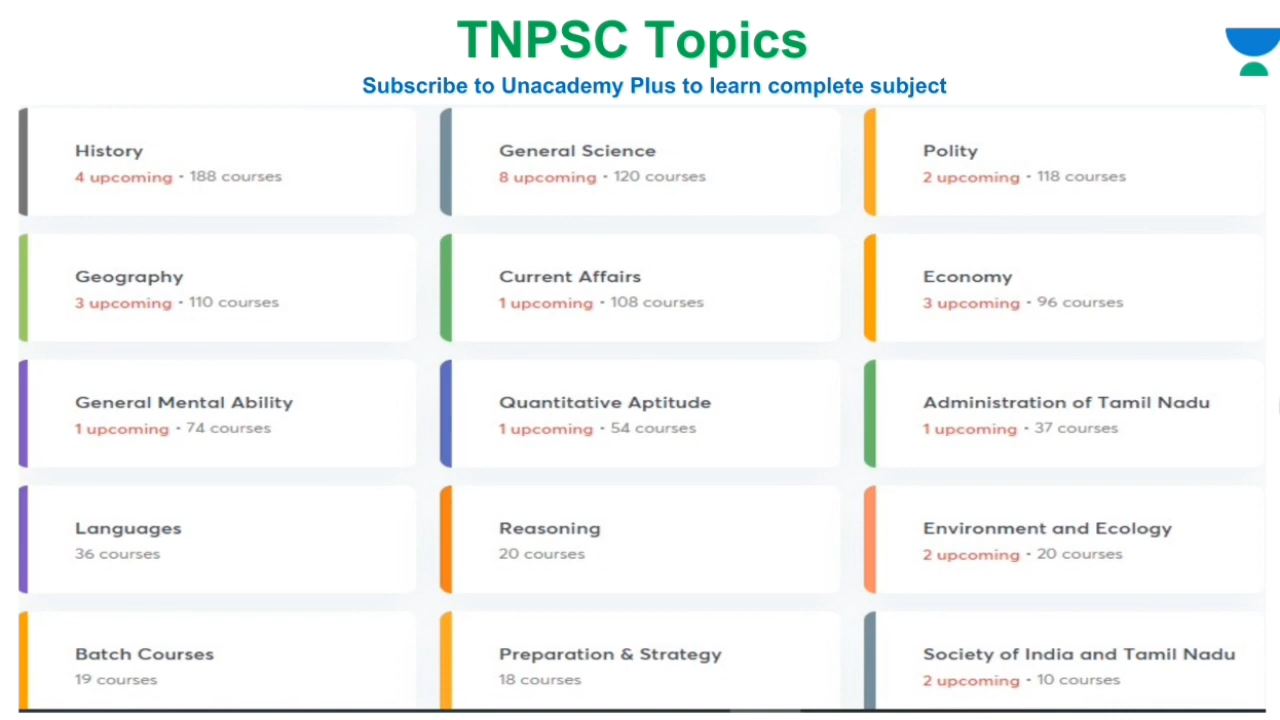 TNPSC Topics
Subscribe to Unacademy Plus to learn complete subject
History
4 upcoming • 188 courses
General Science
8 upcoming • 120 courses
Polity
2 upcoming • 118 courses
Geography
3 upcoming • 110 courses
Current Affairs
1 upcoming • 108 courses
Economy
3 upcoming • 96 courses
General Mental Ability
1 upcoming • 74 courses
Quantitative Aptitude
1 upcoming • 54 courses
Administration of Tamil Nadu
1 upcoming • 37 courses
Languages
36 courses
Reasoning
20 courses
Environment and Ecology
2 upcoming • 20 courses
Batch Courses
19 courses
Preparation & Strategy
18 courses
Society of India and Tamil Nadu
2 upcoming • 10 courses